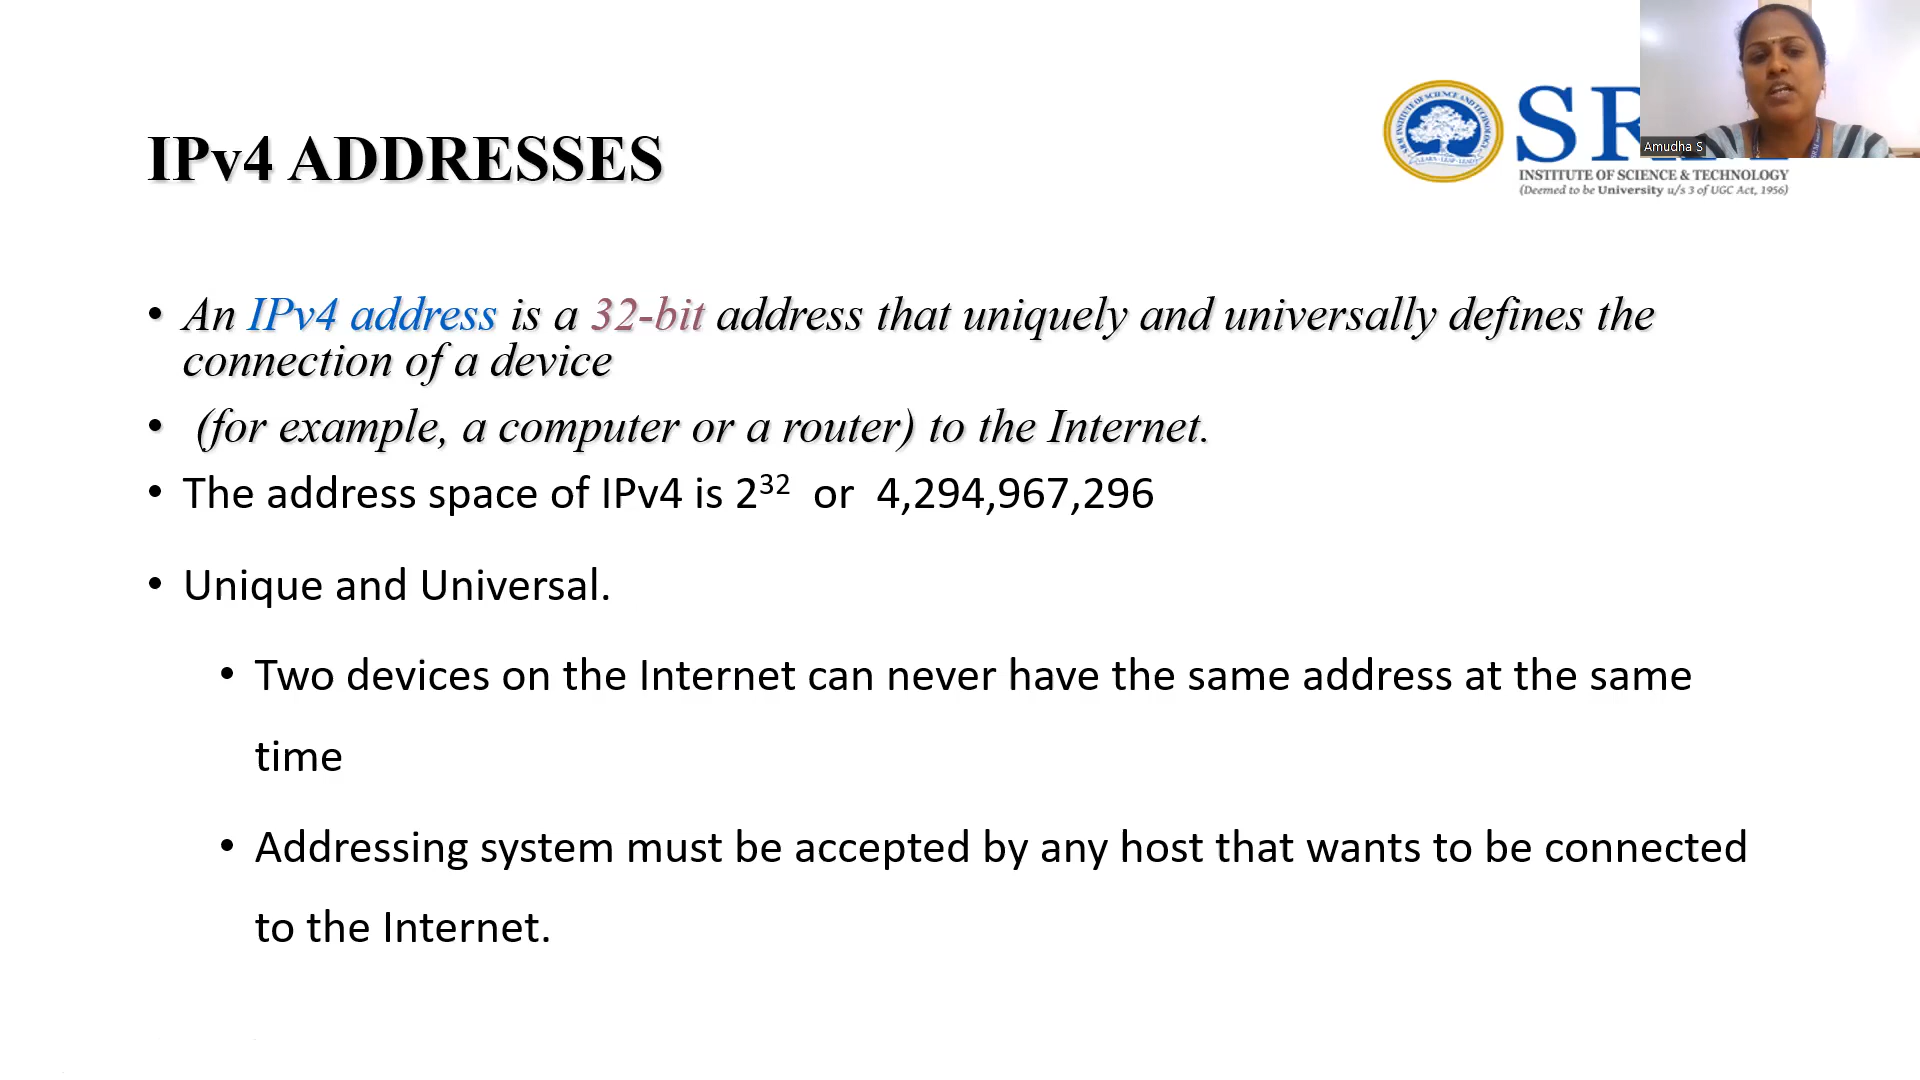 Amudha S
SR
INSTITUTE OF SCIENCE & TECHNOLOGY
(Deemed to be University u/s 3 of UGC Act, 1956)
IPv4 ADDRESSES
• An IPv4 address is a 32-bit address that uniquely and universally defines the
connection of a device
• (for example, a computer or a router) to the Internet.
• The address space of IPv4 is 2³² or 4,294,967,296
• Unique and Universal.
• Two devices on the Internet can never have the same address at the same
time
• Addressing system must be accepted by any host that wants to be connected
to the Internet.